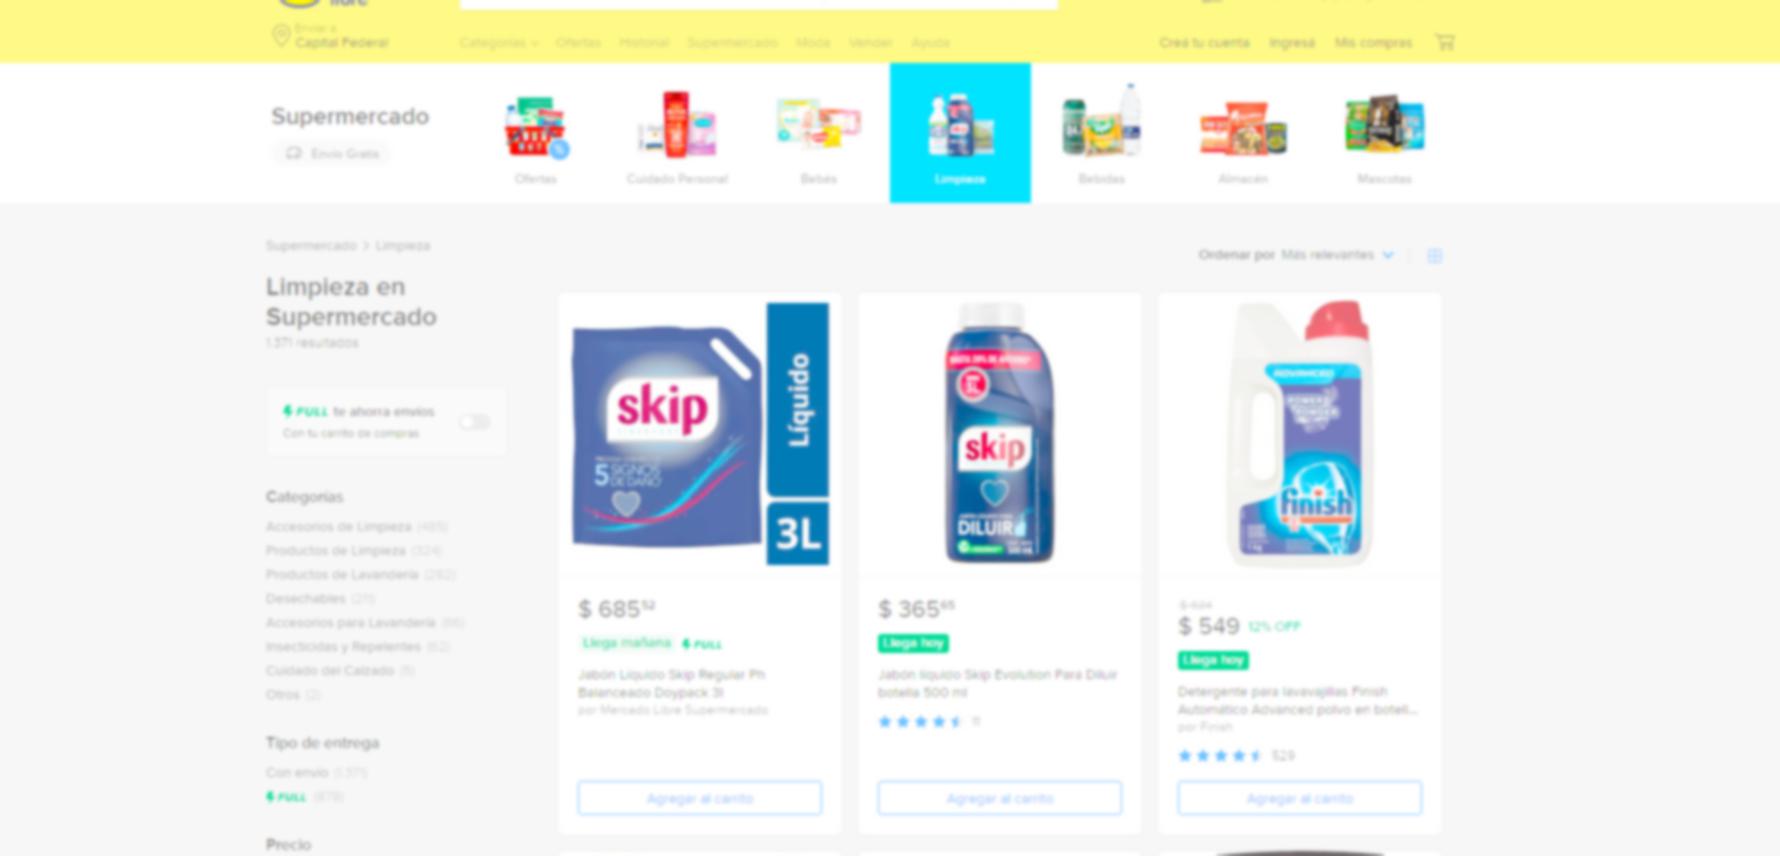 Enviar a
Capital Federal
Categorías
Ofertas
Historial
Supermercado
Moda
Vender
Ayuda
Creá tu cuenta
Ingresá
Mis compras
Supermercado
Envío Gratis
Ofertas
Cuidado Personal
Bebés
Limpieza
Bebidas
Almacén
Mascotas
Supermercado > Limpieza
Ordenar por Más relevantes
Limpieza en
Supermercado
1.371 resultados
FULL te ahorra envíos
Con tu carrito de compras
Categorías
Accesorios de Limpieza (485)
Productos de Limpieza (324)
Productos de Lavandería (282)
Desechables (211)
Accesorios para Lavandería
Insecticidas y Repelentes
Cuidado del Calzado
Otros (2)
Tipo de entrega
Con envío (1.371)
FULL
Precio
skip
5 SIGNOS
DE DAÑO
Líquido
3L
$ 685 52
Llega mañana FULL
Jabón Líquido Skip Regular Ph
Balanceado Doypack 3l
por Mercado Libre Supermercado
Agregar al carrito
skip
DILUIR
$ 365 65
Llega hoy
Jabón líquido Skip Evolution Para Diluir
botella 500 ml
11
Agregar al carrito
ADVANCED
POWER
POWDER
finish
$ 624
$ 549 12% OFF
Llega hoy
Detergente para lavavajillas Finish
Automático Advanced polvo en botell...
por Finish
529
Agregar al carrito